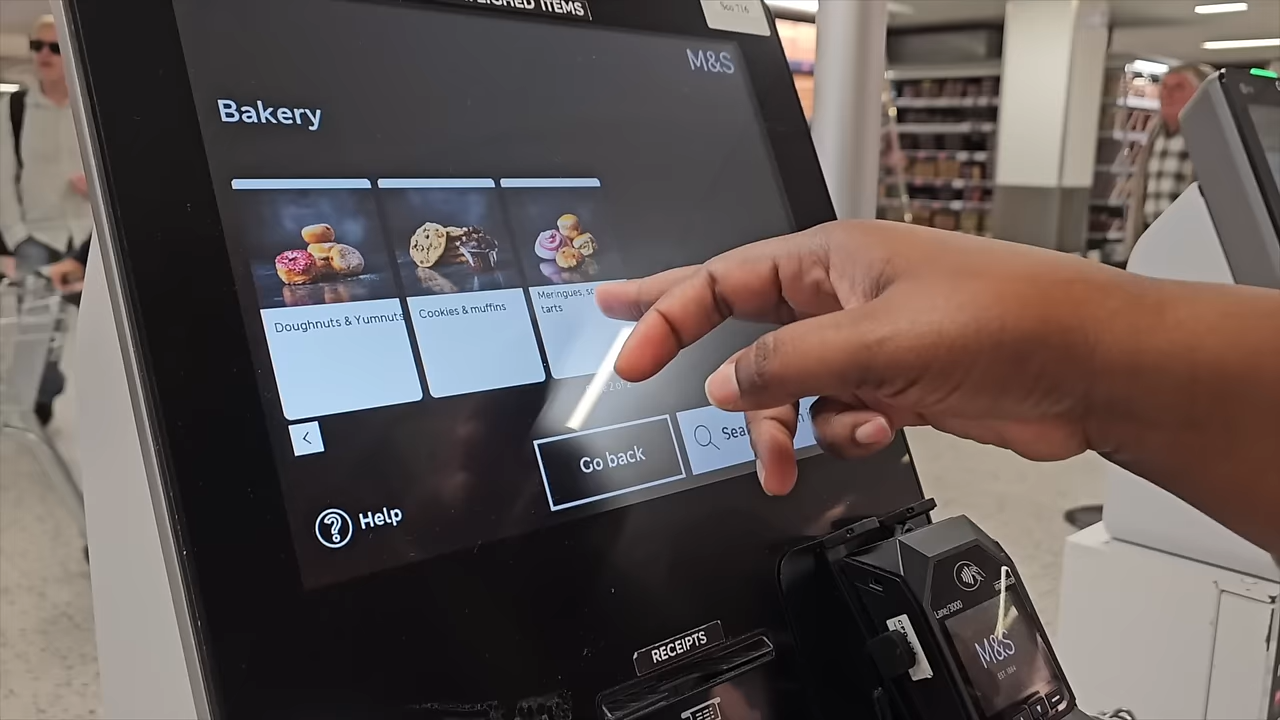 WEIGHED ITEMS
M&S
Bakery
Doughnuts & Yumnuts
Cookies & muffins
Meringues, sc
tarts
Go back
Sea
Help
RECEIPTS
Lane/3000
M&S